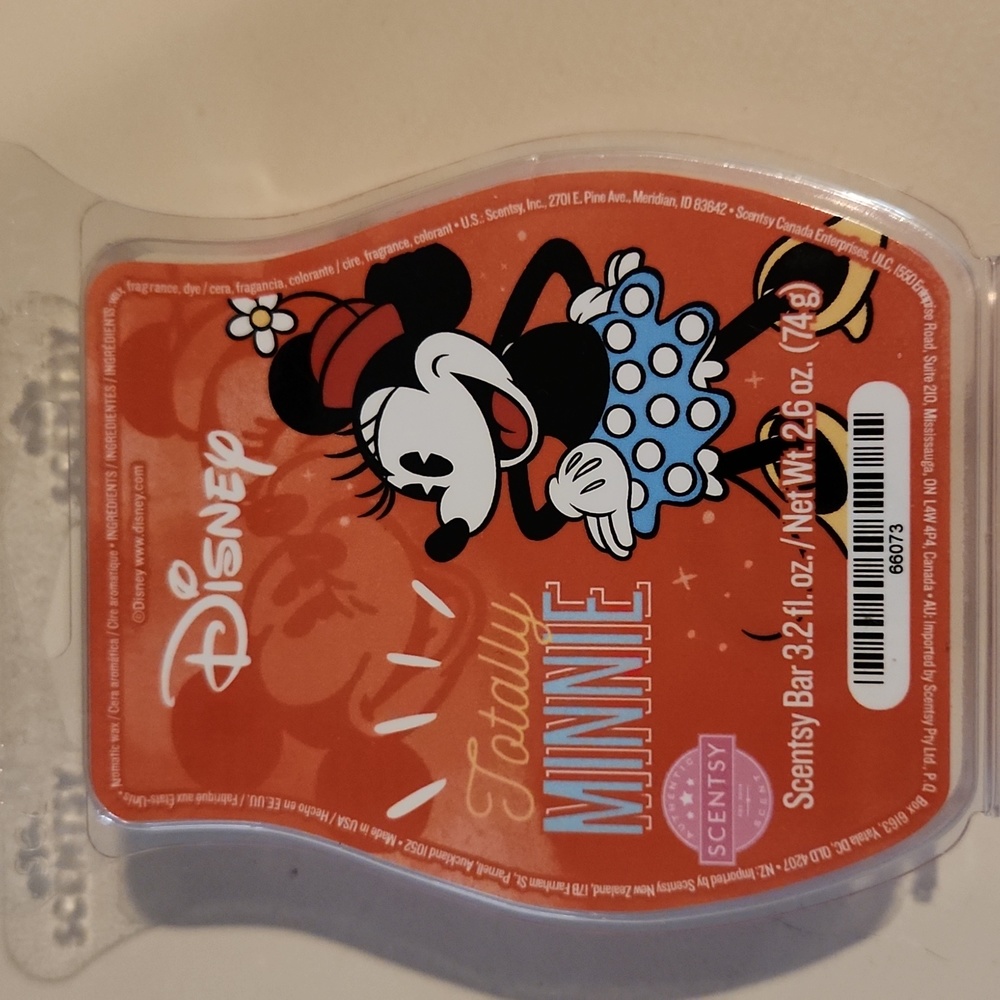 Disney
©Disney www.disney.com
Totally
MINNIE
AUTHENTIC
SCENTSY
SCENT
Scentsy Bar 3.2 fl. oz. / Net Wt. 2.6 oz. (74 g)
66073
Aromatic wax / Cera aromática / Cire aromatique • INGREDIENTS / INGREDIENTES / INGRÉDIENTS: wax, fragrance, dye / cera, fragancia, colorante / cire, fragrance, colorant • U.S.: Scentsy, Inc., 2701 E. Pine Ave., Meridian, ID 83642 • Scentsy Canada Enterprises, ULC, 1550 Enterprise Road, Suite 210, Mississauga, ON L4W 4P4, Canada • AU: Imported by Scentsy Pty Ltd., P.O. Box 6163, Yatala DC, QLD 4207 • NZ: Imported by Scentsy New Zealand, 17B Farnham St., Parnell, Auckland 1052 • Made in USA / Hecho en EE.UU. / Fabriqué aux États-Unis •
SCENTSY
SCENTSY